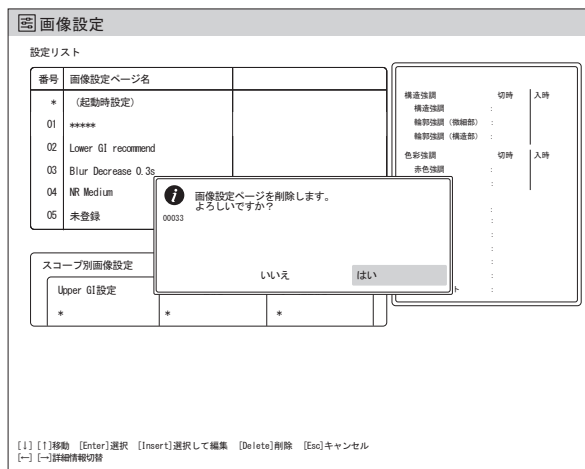 画像設定
設定リスト
番号 画像設定ページ名
* （起動時設定）
01 *****
02 Lower GI recommend
03 Blur Decrease 0.3s
04 NR Medium
05 未登録
構造強調 切時 入時
構造強調 :
輪郭強調（微細部） :
輪郭強調（構造部） :
色彩強調 切時 入時
赤色強調 :
:
:
:
:
:
:
:
ト :
i 画像設定ページを削除します。
00033 よろしいですか？
いいえ はい
スコープ別画像設定
Upper GI設定
* * *
[↓] [↑]移動 [Enter]選択 [Insert]選択して編集 [Delete]削除 [Esc]キャンセル
[←] [→]詳細情報切替